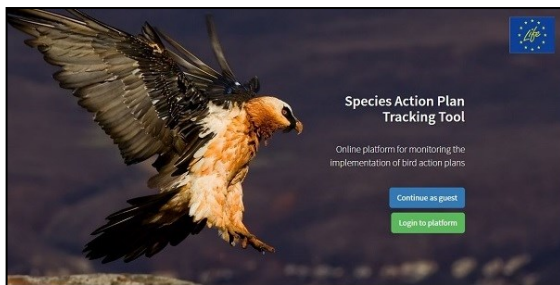 Life
Species Action Plan
Tracking Tool
Online platform for monitoring the
implementation of bird action plans
Continue as guest
Login to platform